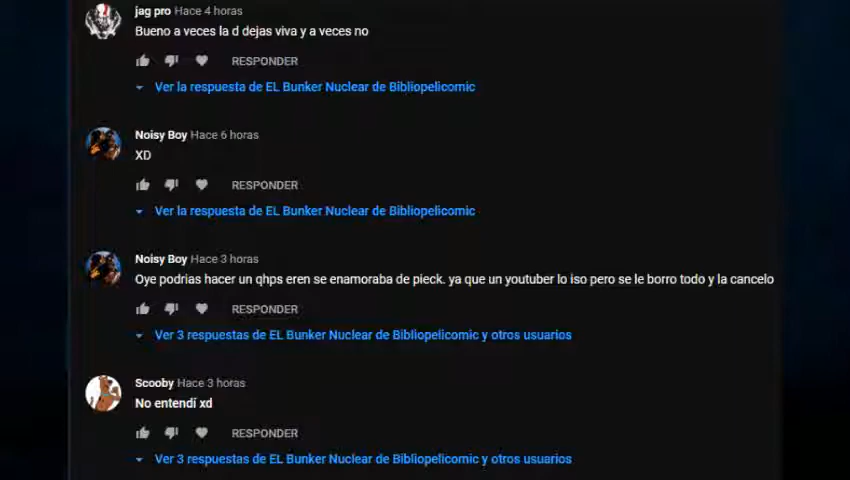 jag pro Hace 4 horas
Bueno a veces la d dejas viva y a veces no
RESPONDER
Ver la respuesta de EL Bunker Nuclear de Bibliopelicomic
Noisy Boy Hace 6 horas
XD
RESPONDER
Ver la respuesta de EL Bunker Nuclear de Bibliopelicomic
Noisy Boy Hace 3 horas
Oye podrias hacer un qhps eren se enamoraba de pieck. ya que un youtuber lo iso pero se le borro todo y la cancelo
RESPONDER
Ver 3 respuestas de EL Bunker Nuclear de Bibliopelicomic y otros usuarios
Scooby Hace 3 horas
No entendí xd
RESPONDER
Ver 3 respuestas de EL Bunker Nuclear de Bibliopelicomic y otros usuarios